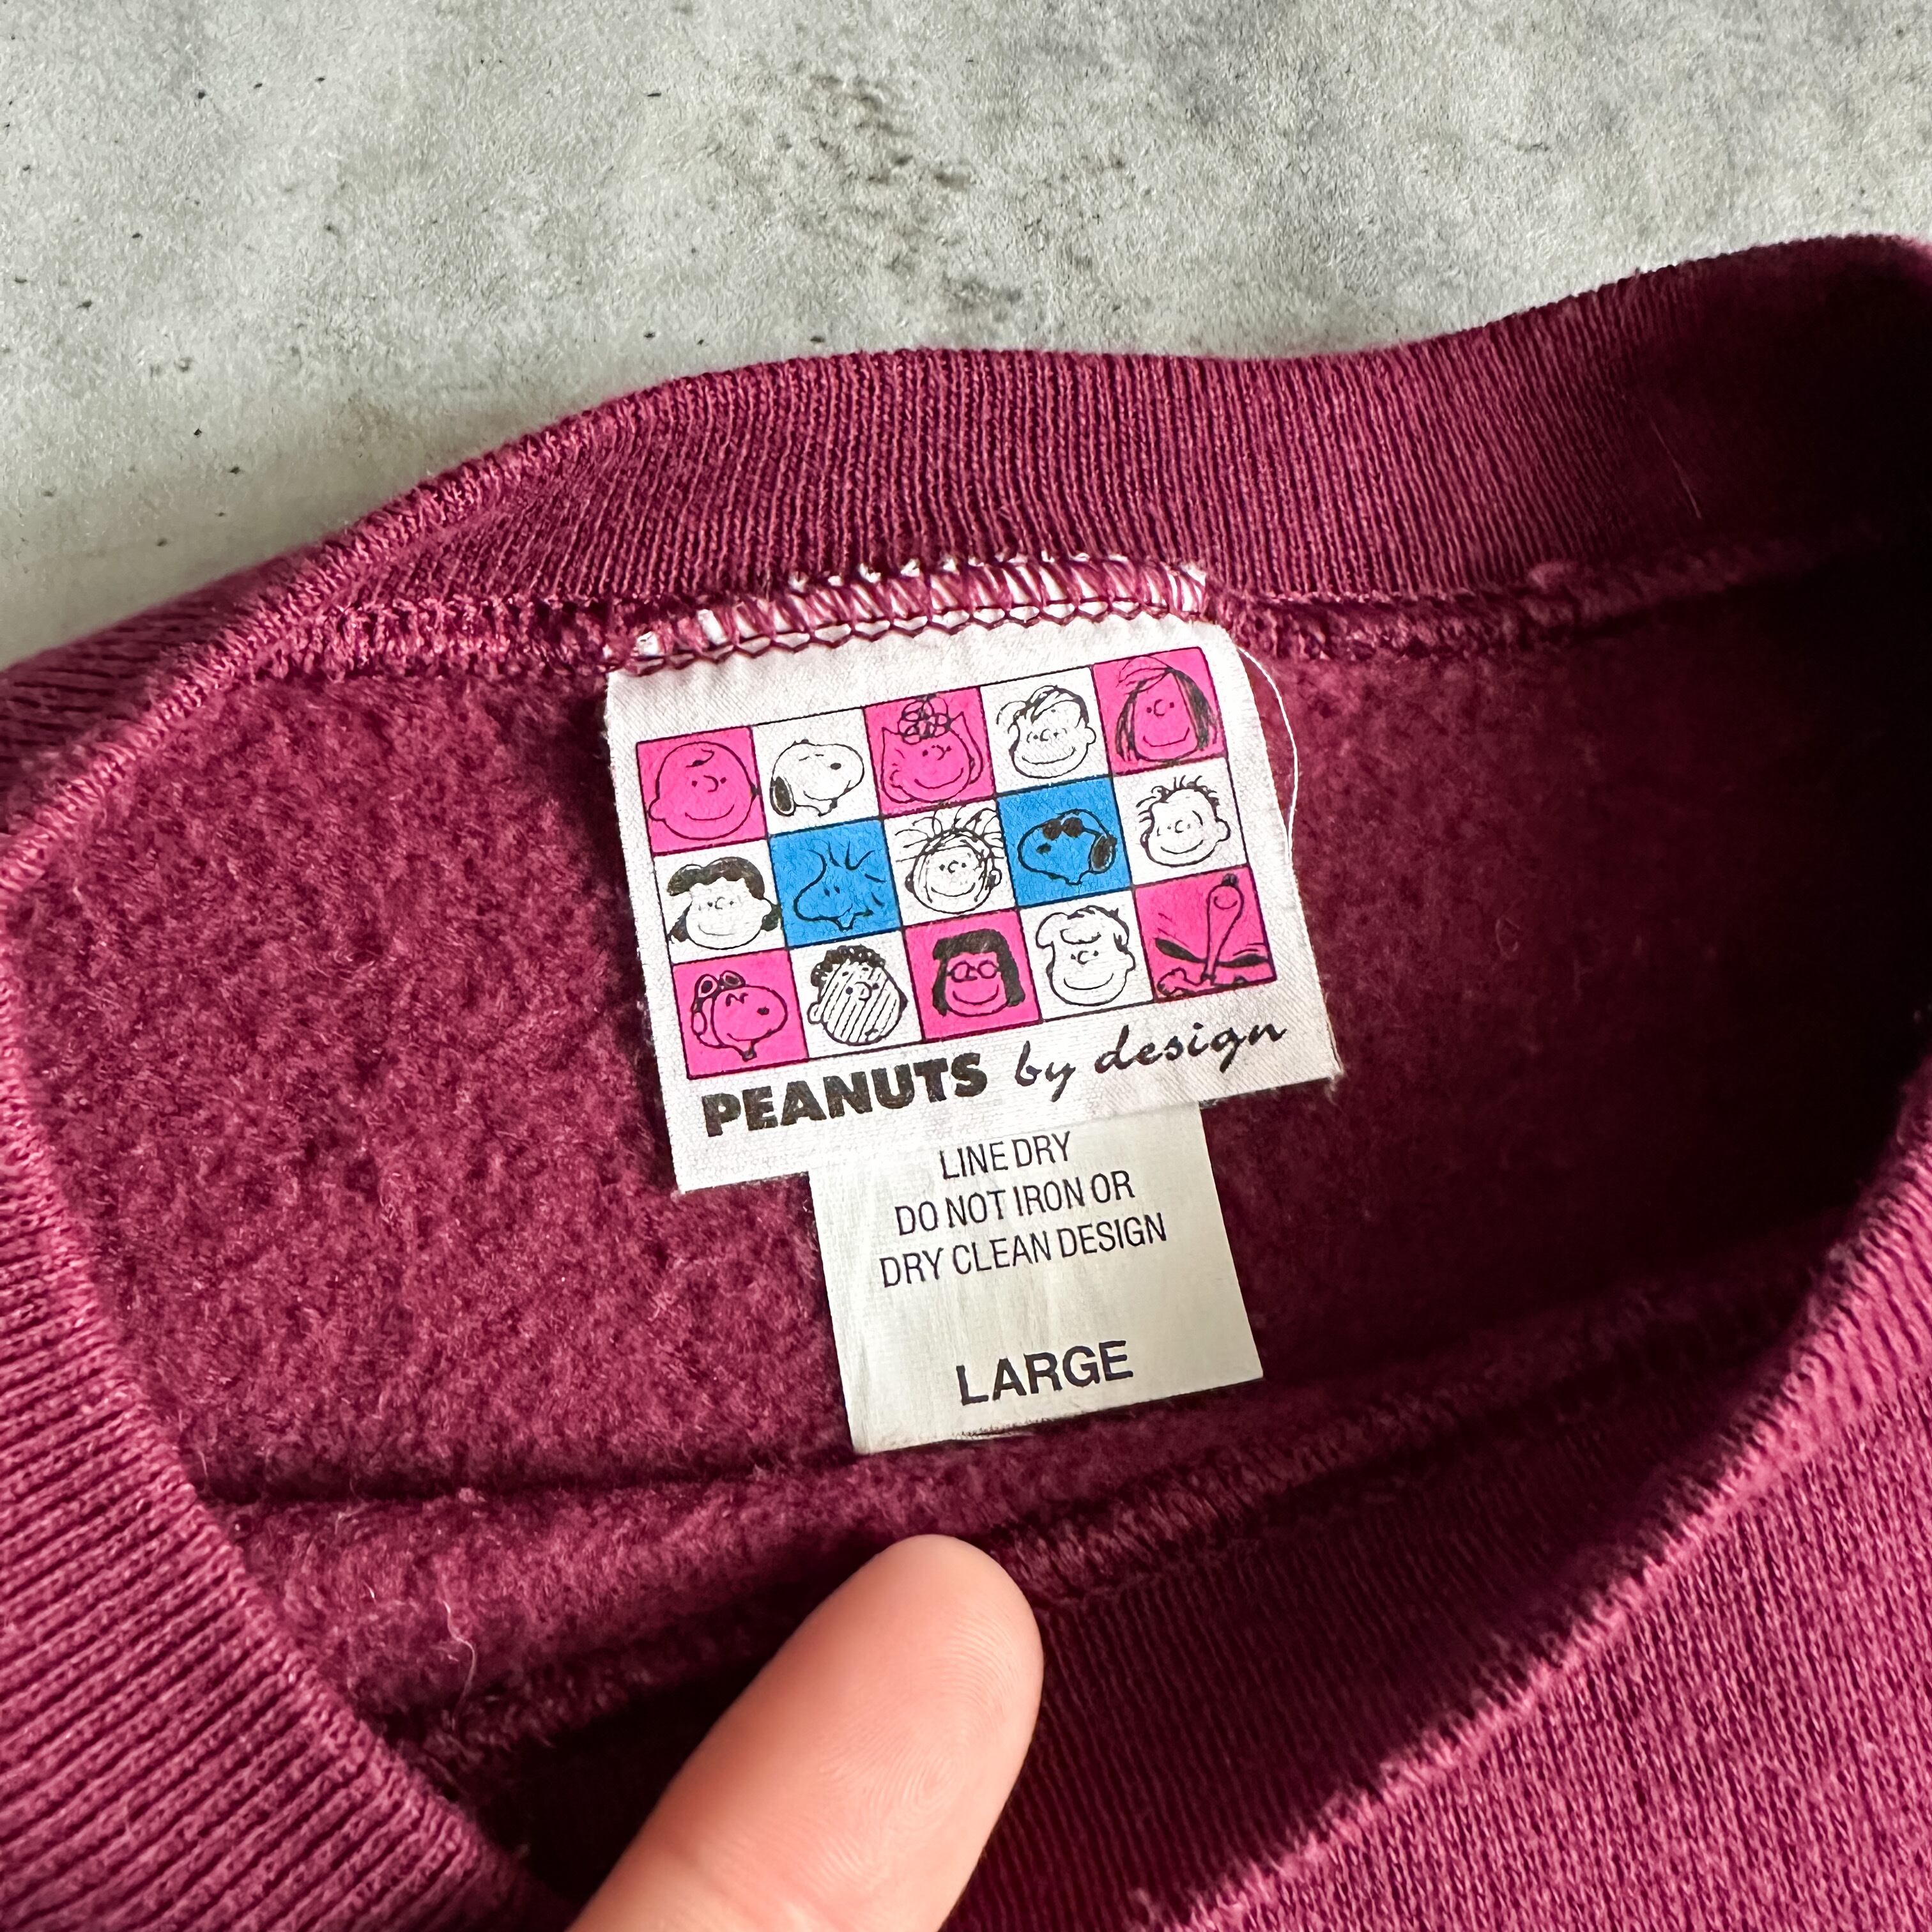 PEANUTS by design
LINE DRY
DO NOT IRON OR
DRY CLEAN DESIGN
LARGE